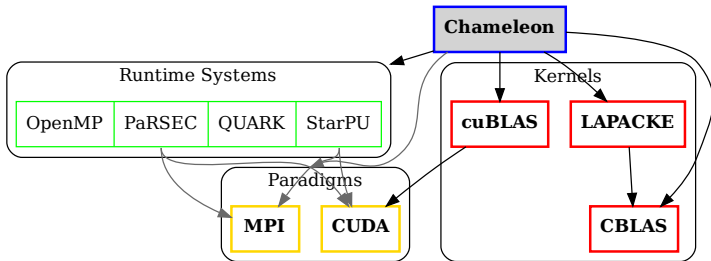 Chameleon
Runtime Systems
Kernels
OpenMP PaRSEC QUARK StarPU
cuBLAS LAPACKE
Paradigms
MPI CUDA
CBLAS